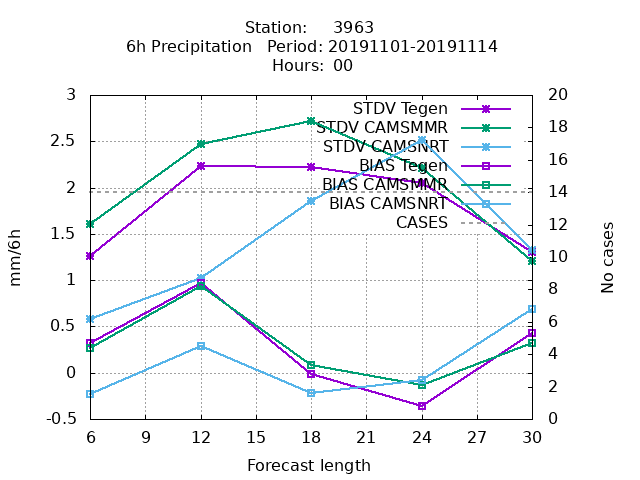 Station: 3963
6h Precipitation Period: 20191101-20191114
Hours: 00
3
2.5
2
1.5
1
0.5
0
-0.5
mm/6h
STDV Tegen
STDV CAMSMMR
STDV CAMSNRT
BIAS Tegen
BIAS CAMSMMR
BIAS CAMSNRT
CASES
20
18
16
14
12
10
8
6
4
2
0
No cases
6 9 12 15 18 21 24 27 30
Forecast length